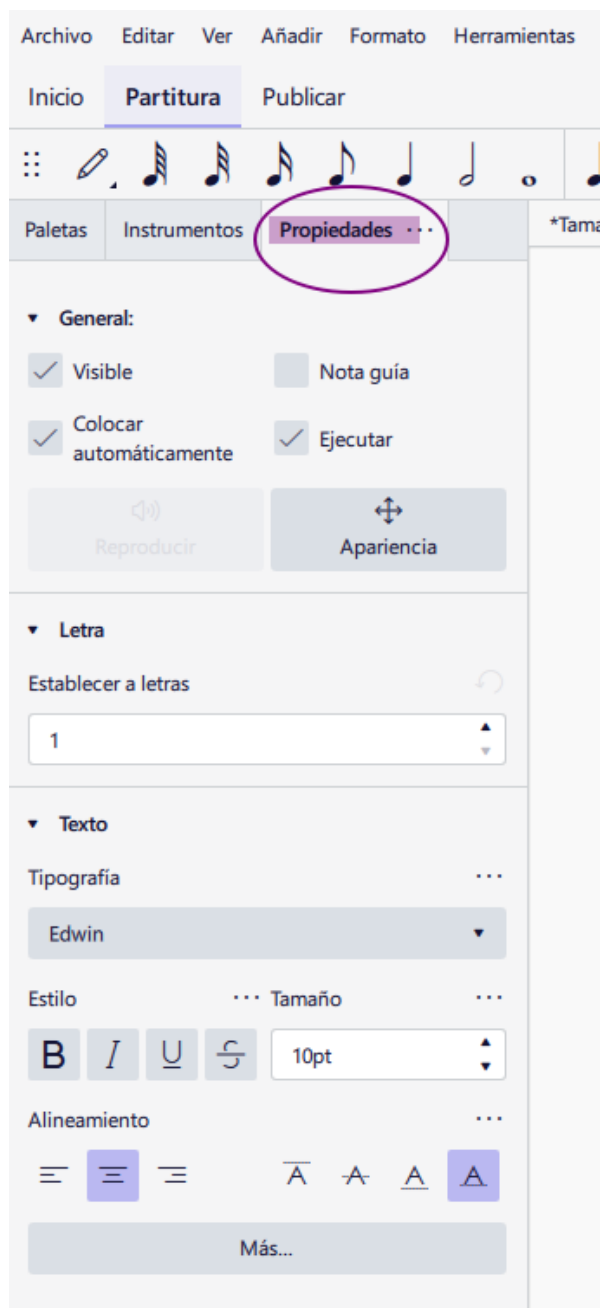 Archivo Editar Ver Añadir Formato Herramientas
Inicio Partitura Publicar
Paletas Instrumentos Propiedades ··· *Tama
General:
Visible Nota guía
Colocar
automáticamente Ejecutar
Reproducir Apariencia
Letra
Establecer a letras
1
Texto
Tipografía ...
Edwin
Estilo ... Tamaño ...
B I U S 10pt
Alineamiento ...
A A A A
Más...